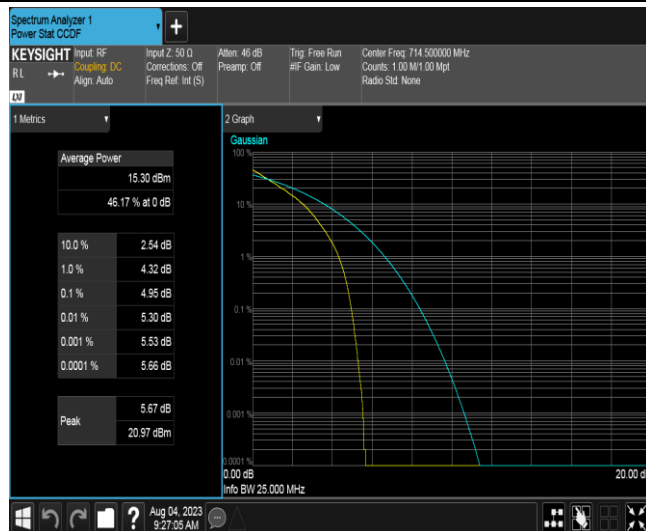 Spectrum Analyzer 1
Power Stat CCDF
KEYSIGHT
RL
Input: RF
Coupling: DC
Align: Auto
Input Z: 50 Ω
Corrections: Off
Freq Ref: Int (S)
Atten: 46 dB
Preamp: Off
Trig: Free Run
#IF Gain: Low
Center Freq: 714.500000 MHz
Counts: 1.00 M/1.00 Mpt
Radio Std: None
1 Metrics
Average Power
15.30 dBm
46.17 % at 0 dB
10.0 % 2.54 dB
1.0 % 4.32 dB
0.1 % 4.95 dB
0.01 % 5.30 dB
0.001 % 5.53 dB
0.0001 % 5.66 dB
Peak
5.67 dB
20.97 dBm
2 Graph
Gaussian
100 %
10 %
1 %
0.1 %
0.01 %
0.001 %
0.0001 %
0.00 dB
20.00 d
Info BW 25.000 MHz
?
Aug 04, 2023
9:27:05 AM